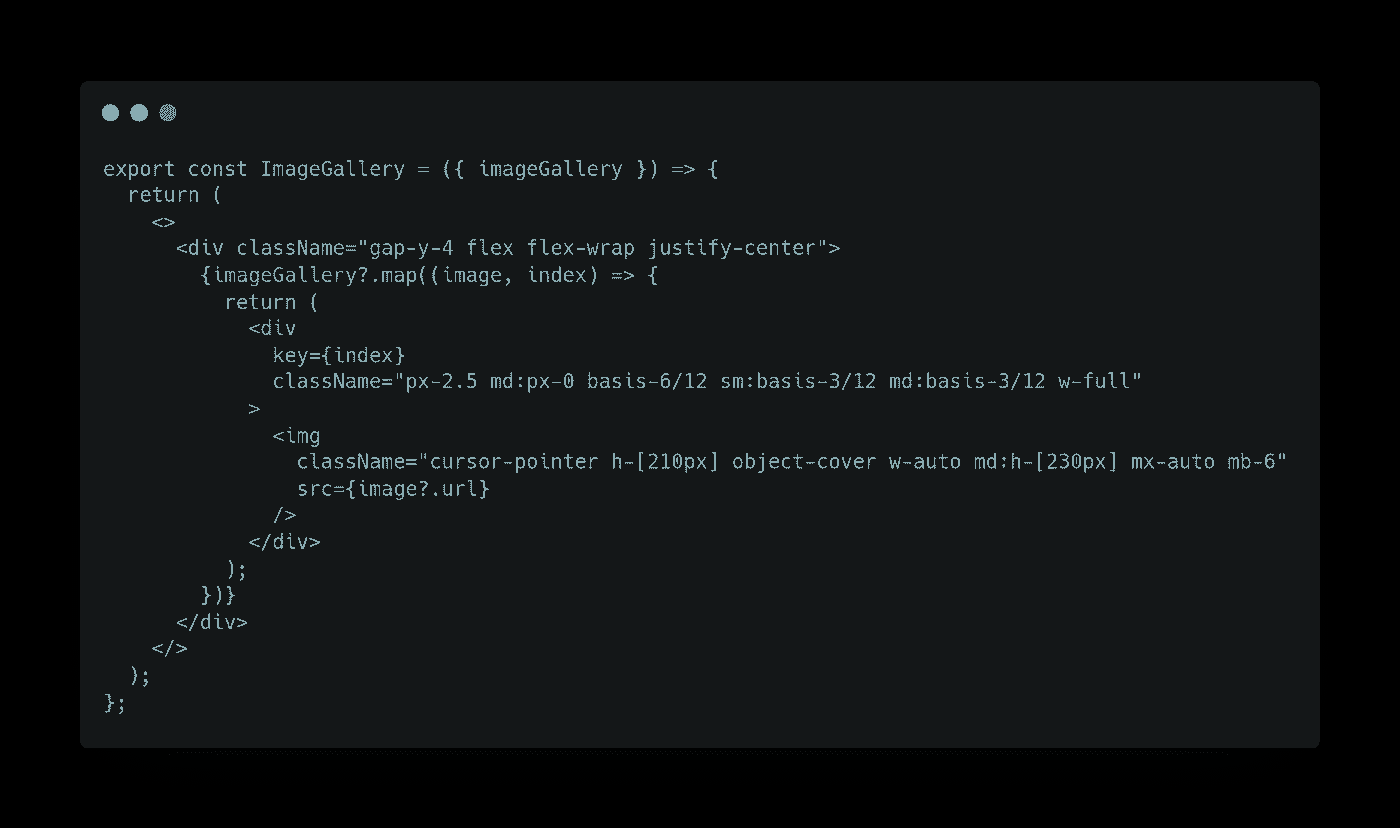 export const ImageGallery = ({ imageGallery }) => {
  return (
    <>
      <div className="gap-y-4 flex flex-wrap justify-center">
        {imageGallery?.map((image, index) => {
          return (
            <div
              key={index}
              className="px-2.5 md:px-0 basis-6/12 sm:basis-3/12 md:basis-3/12 w-full"
            >
              <img
                className="cursor-pointer h-[210px] object-cover w-auto md:h-[230px] mx-auto mb-6"
                src={image?.url}
              />
            </div>
          );
        })}
      </div>
    </>
  );
};